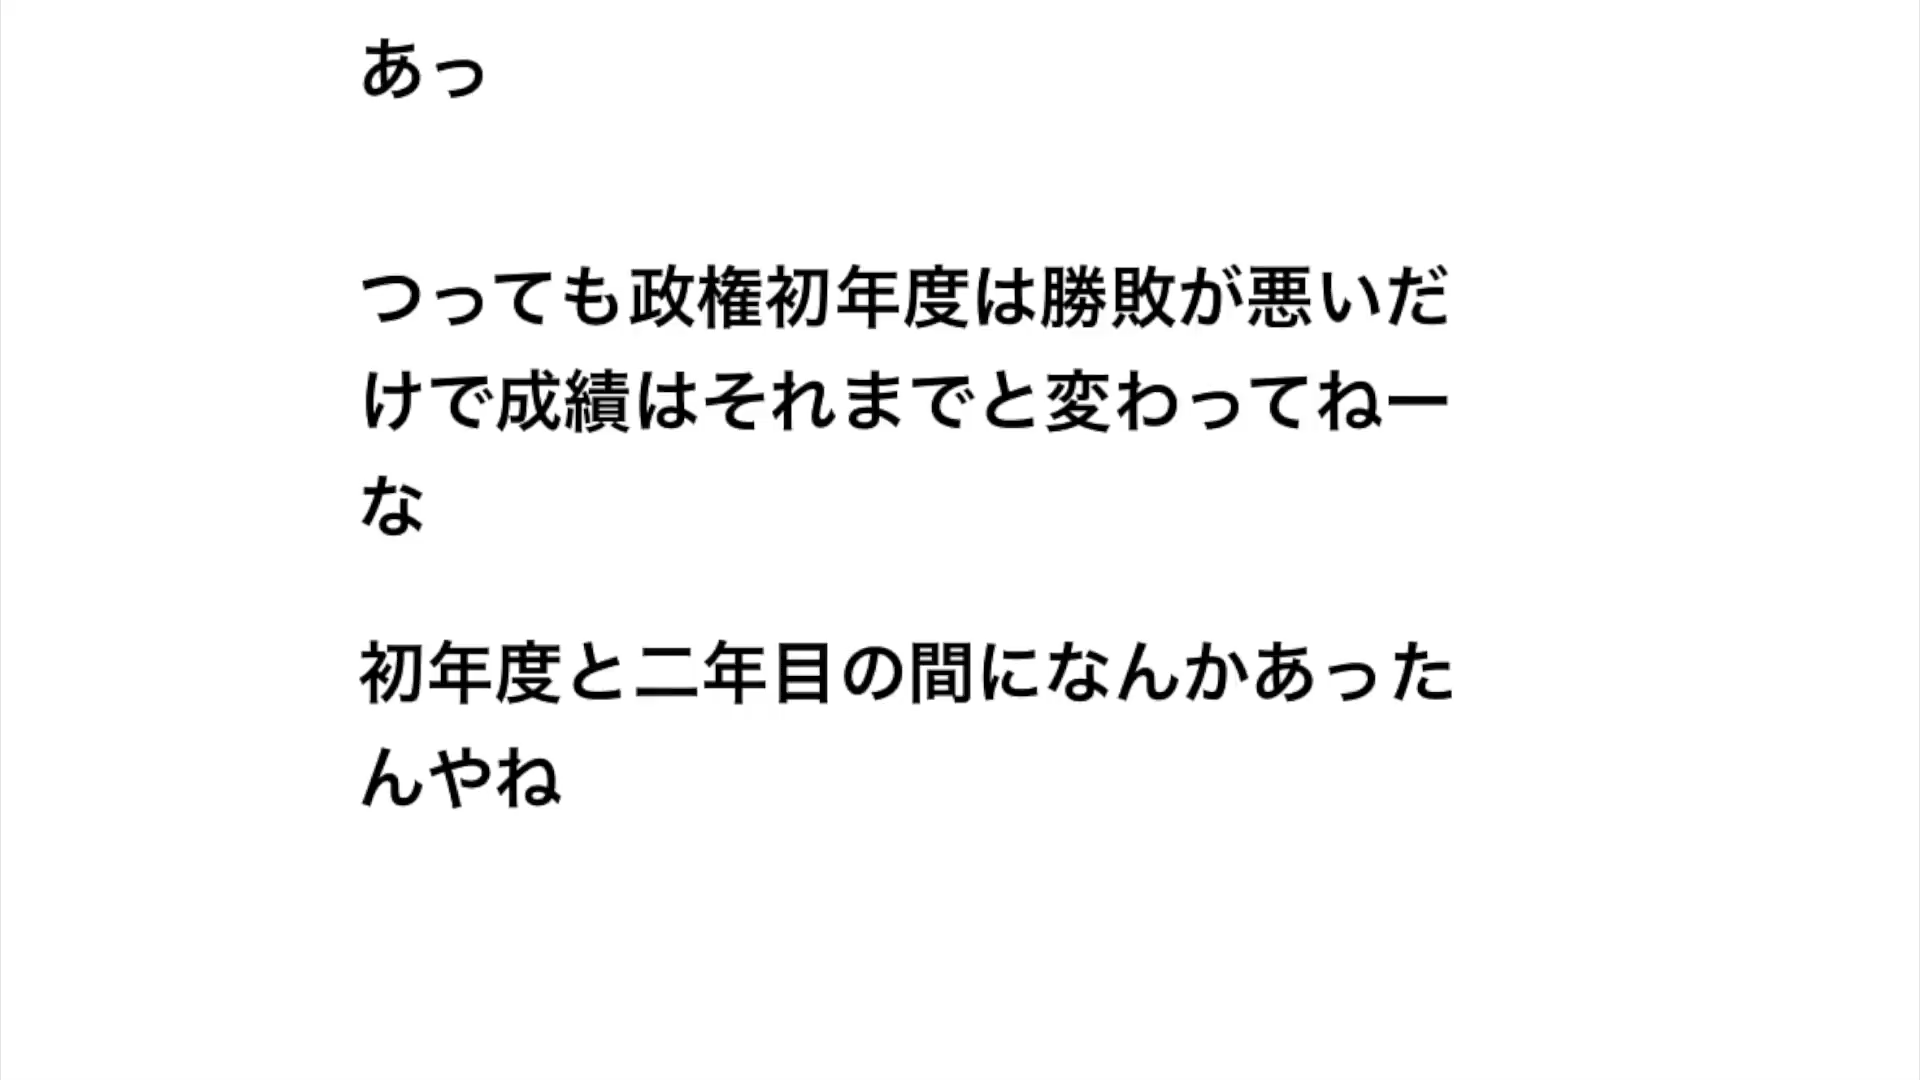 あっ
つっても政権初年度は勝敗が悪いだ
けで成績はそれまでと変わってねー
な
初年度と二年目の間になんかあった
んやね